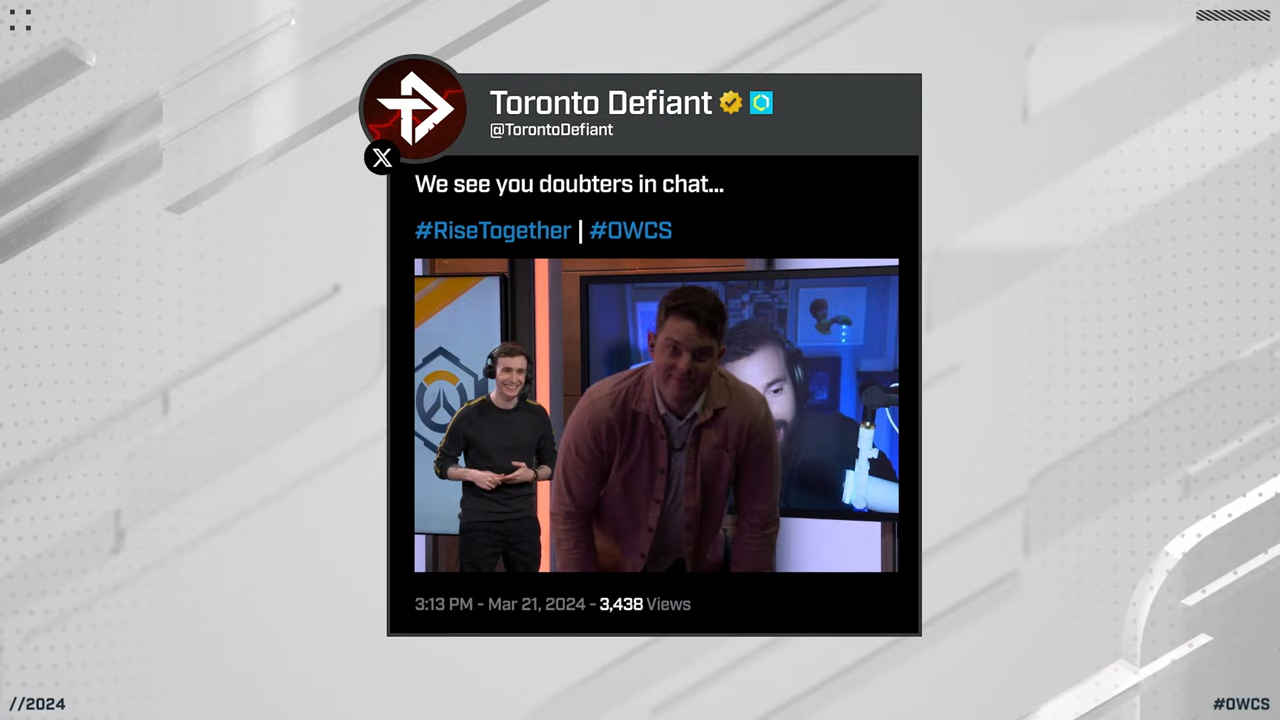 Toronto Defiant
@TorontoDefiant
X
We see you doubters in chat...
#RiseTogether | #OWCS
3:13 PM - Mar 21, 2024 - 3,438 Views
//2024
#OWCS